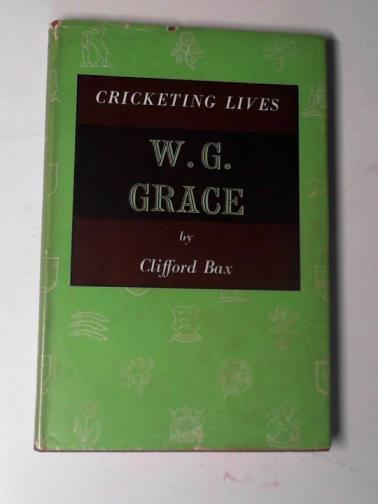 CRICKETING LIVES
W. G.
GRACE
by
Clifford Bax